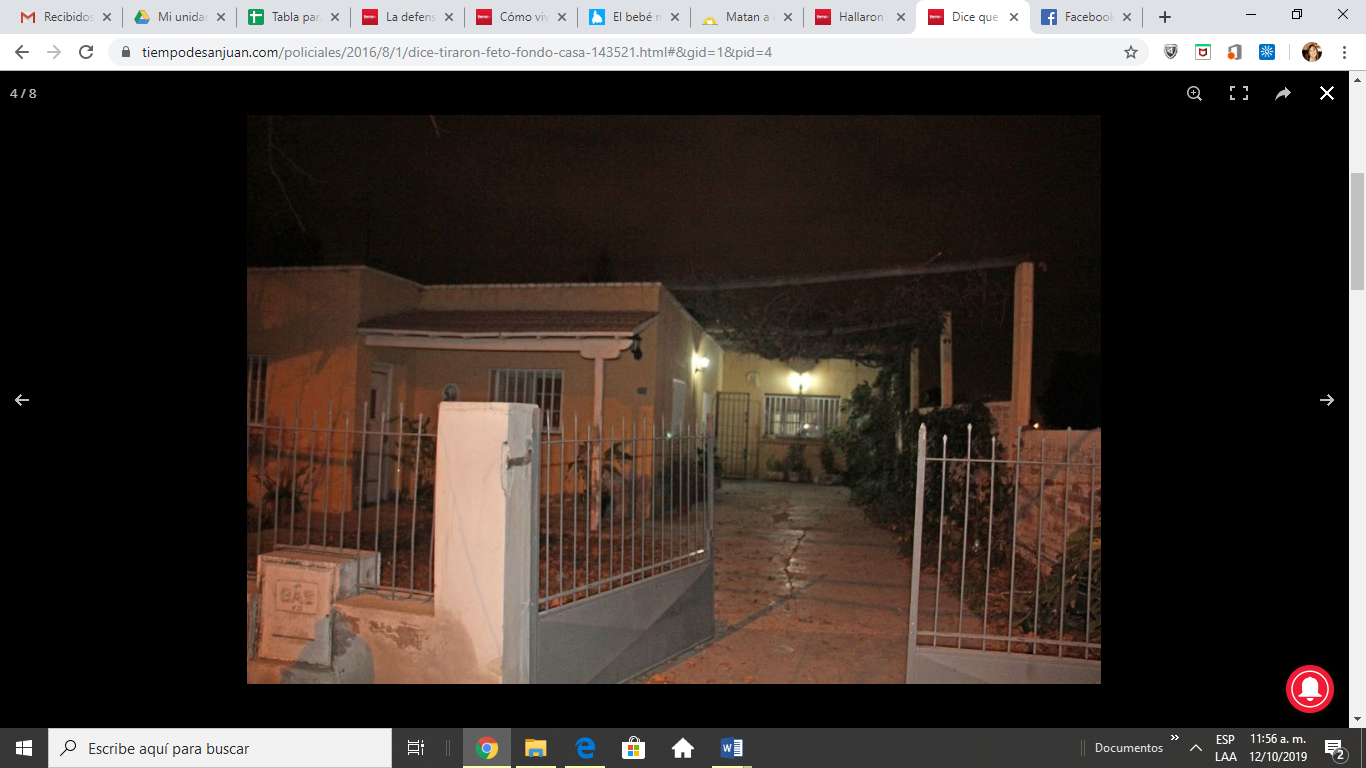 Recibidos
Mi unida
Tabla par
La defens
Cómo viv
El bebé n
Matan a
Hallaron
Dice que
Facebook
tiempodesanjuan.com/policiales/2016/8/1/dice-tiraron-feto-fondo-casa-143521.html#&gid=1&pid=4
4 / 8
GAS
Escribe aquí para buscar
Documentos
ESP
LAA
11:56 a. m.
12/10/2019
2